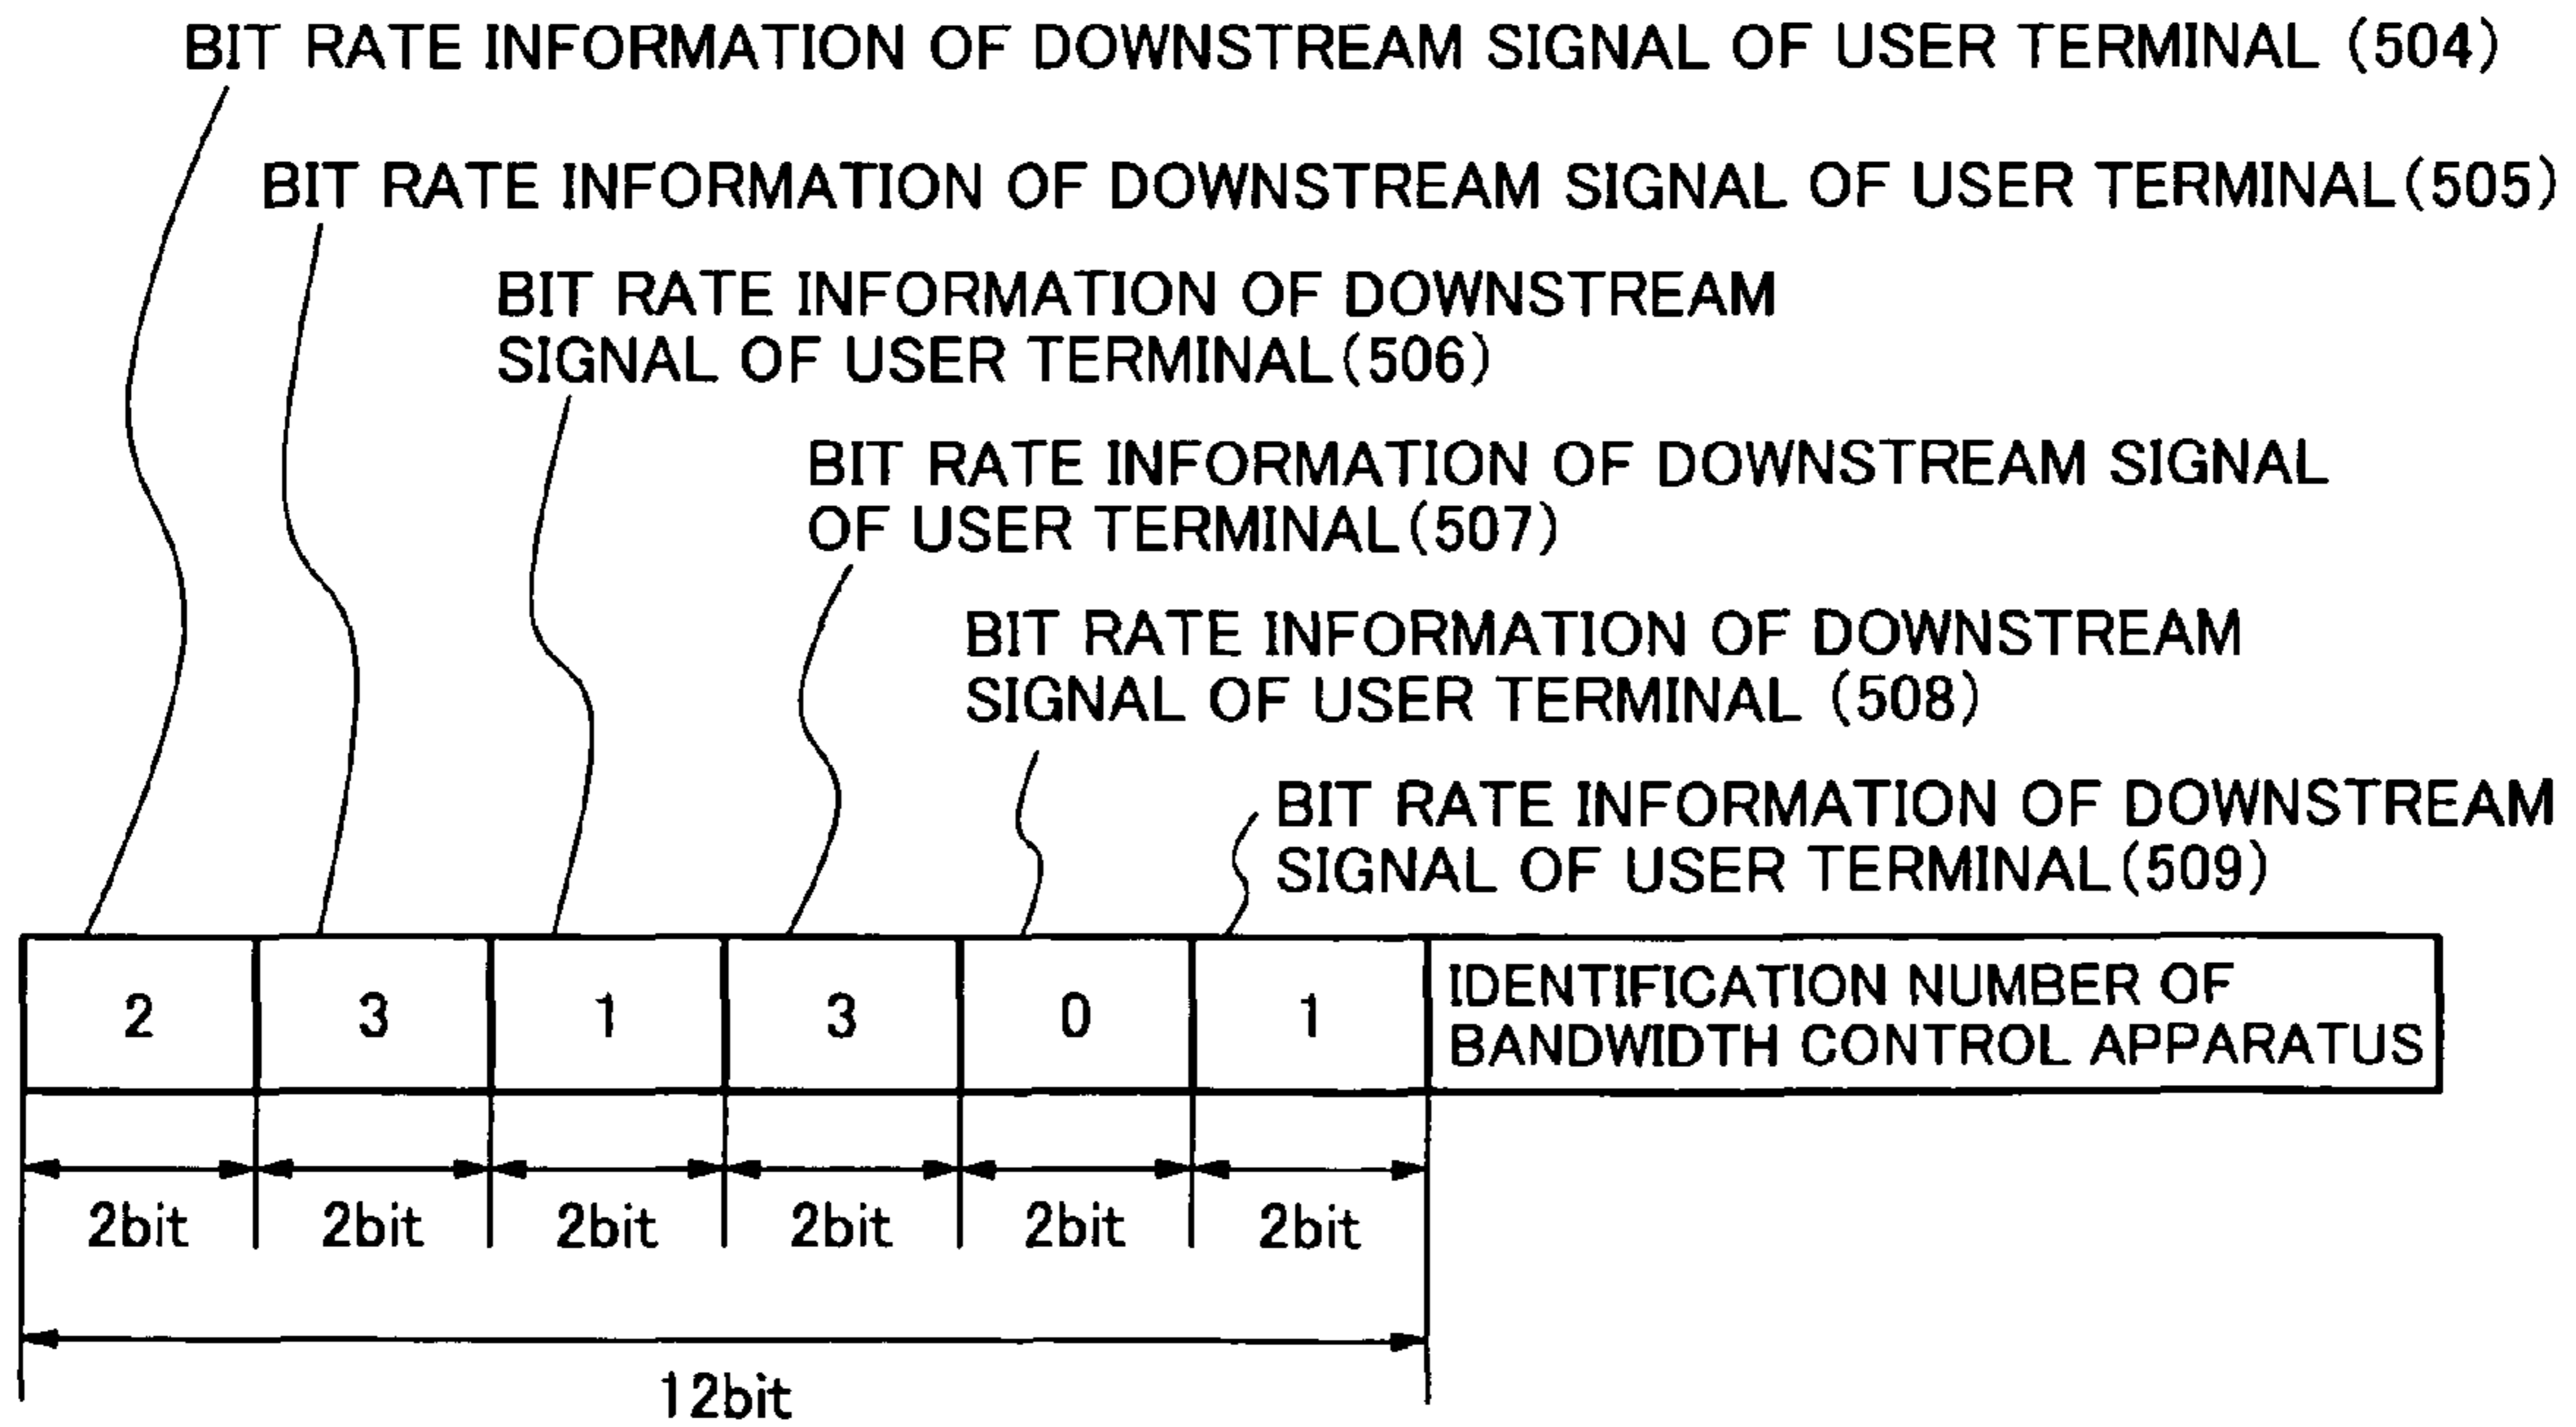 BIT RATE INFORMATION OF DOWNSTREAM SIGNAL OF USER TERMINAL (504)
BIT RATE INFORMATION OF DOWNSTREAM SIGNAL OF USER TERMINAL(505)
BIT RATE INFORMATION OF DOWNSTREAM
SIGNAL OF USER TERMINAL(506)
BIT RATE INFORMATION OF DOWNSTREAM SIGNAL
OF USER TERMINAL(507)
BIT RATE INFORMATION OF DOWNSTREAM
SIGNAL OF USER TERMINAL (508)
BIT RATE INFORMATION OF DOWNSTREAM
SIGNAL OF USER TERMINAL(509)
2 3 1 3 0 1
IDENTIFICATION NUMBER OF
BANDWIDTH CONTROL APPARATUS
2bit 2bit 2bit 2bit 2bit 2bit
12bit